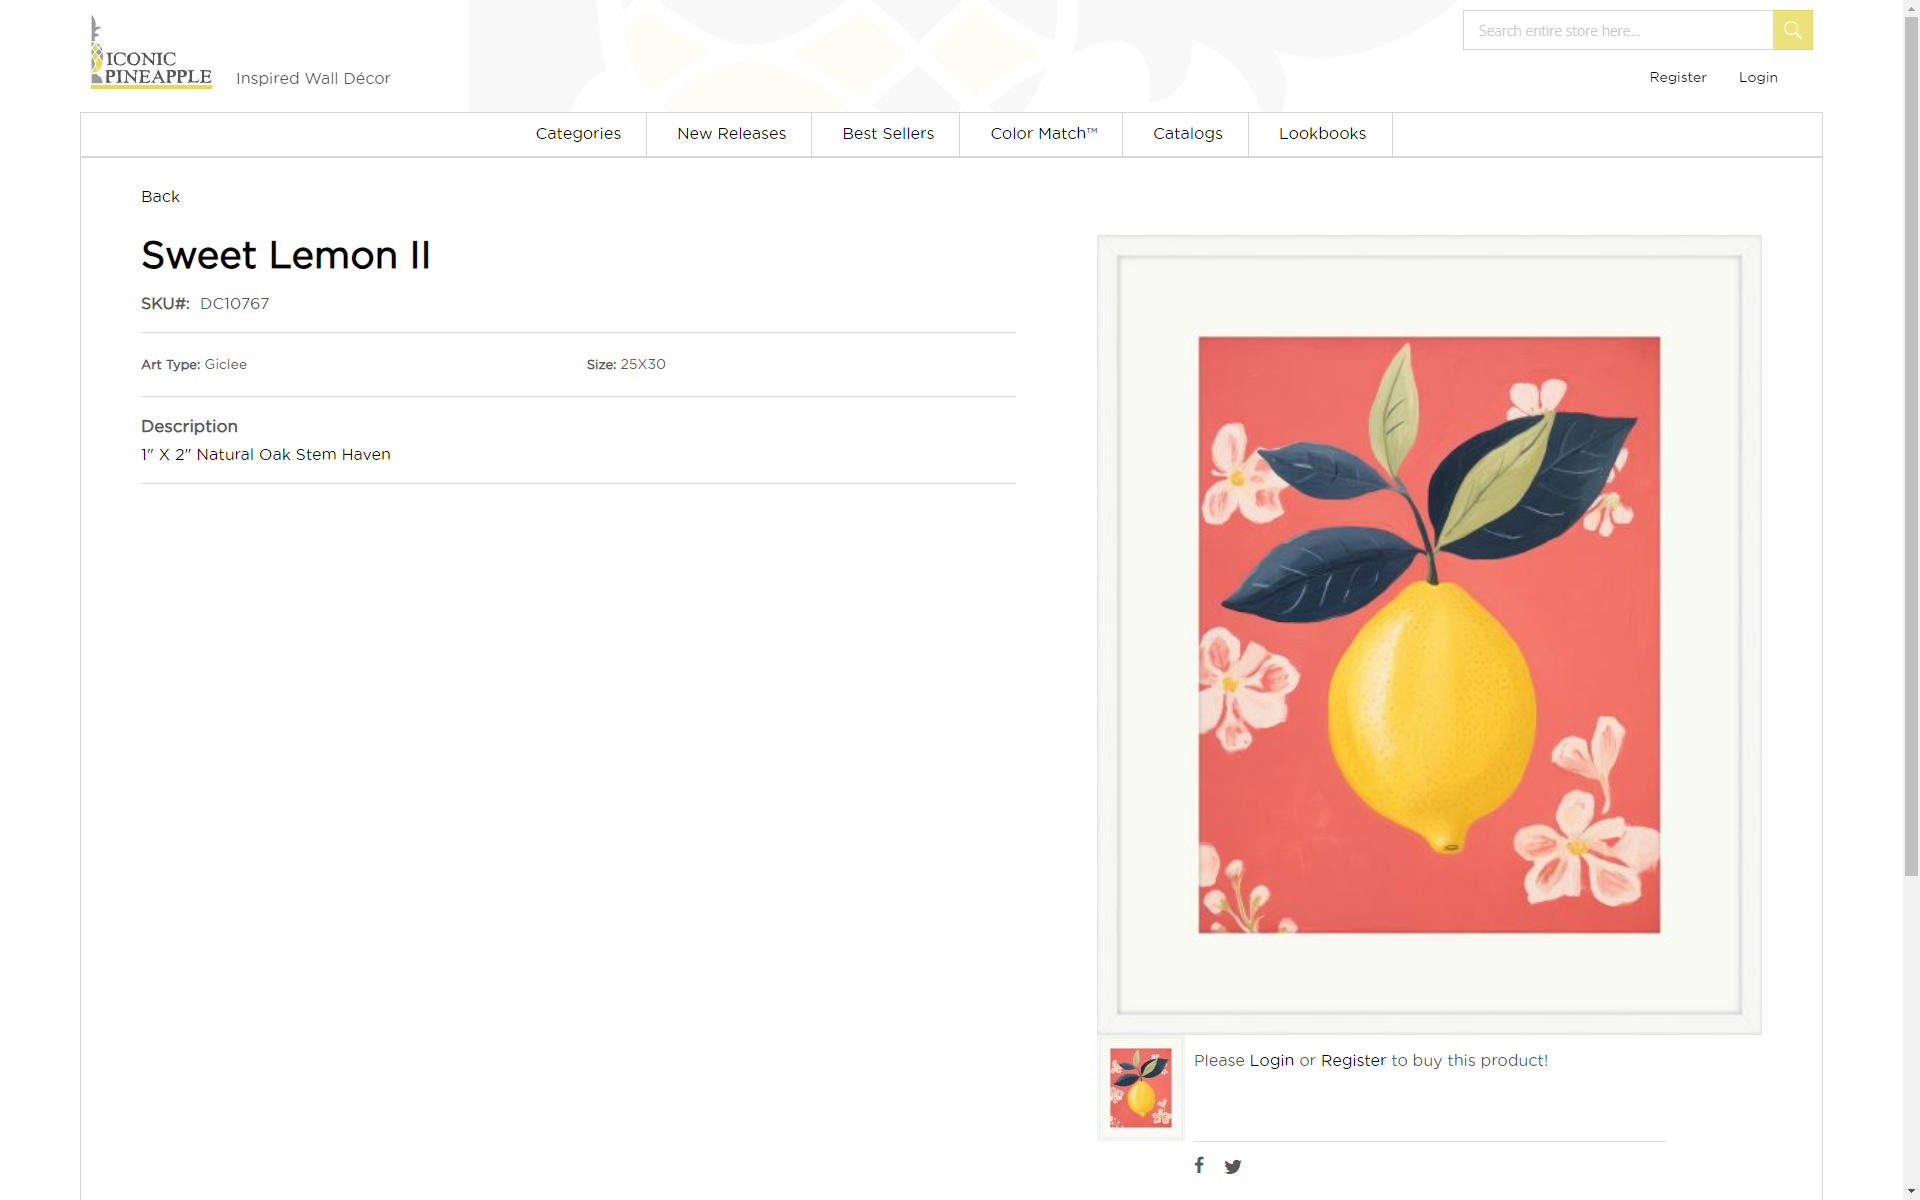 ICONIC
PINEAPPLE
Inspired Wall Décor
Search entire store here...
Register
Login
Categories
New Releases
Best Sellers
Color Match™
Catalogs
Lookbooks
Back
Sweet Lemon II
SKU#: DC10767
Art Type: Giclee
Size: 25X30
Description
1" X 2" Natural Oak Stem Haven
Please Login or Register to buy this product!